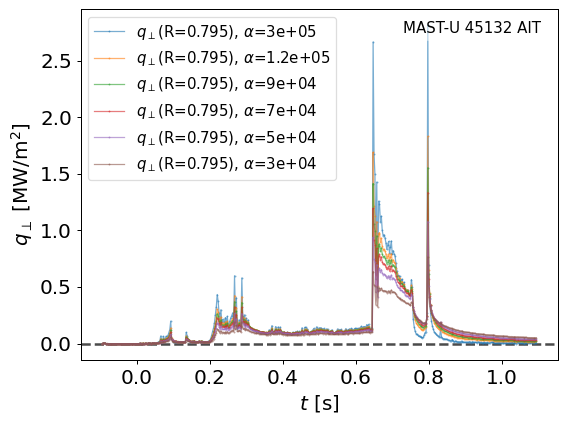 MAST-U 45132 AIT
q⊥(R=0.795), α=3e+05
q⊥(R=0.795), α=1.2e+05
q⊥(R=0.795), α=9e+04
q⊥(R=0.795), α=7e+04
q⊥(R=0.795), α=5e+04
q⊥(R=0.795), α=3e+04
q⊥ [MW/m²]
2.5
2.0
1.5
1.0
0.5
0.0
0.0 0.2 0.4 0.6 0.8 1.0
t [s]